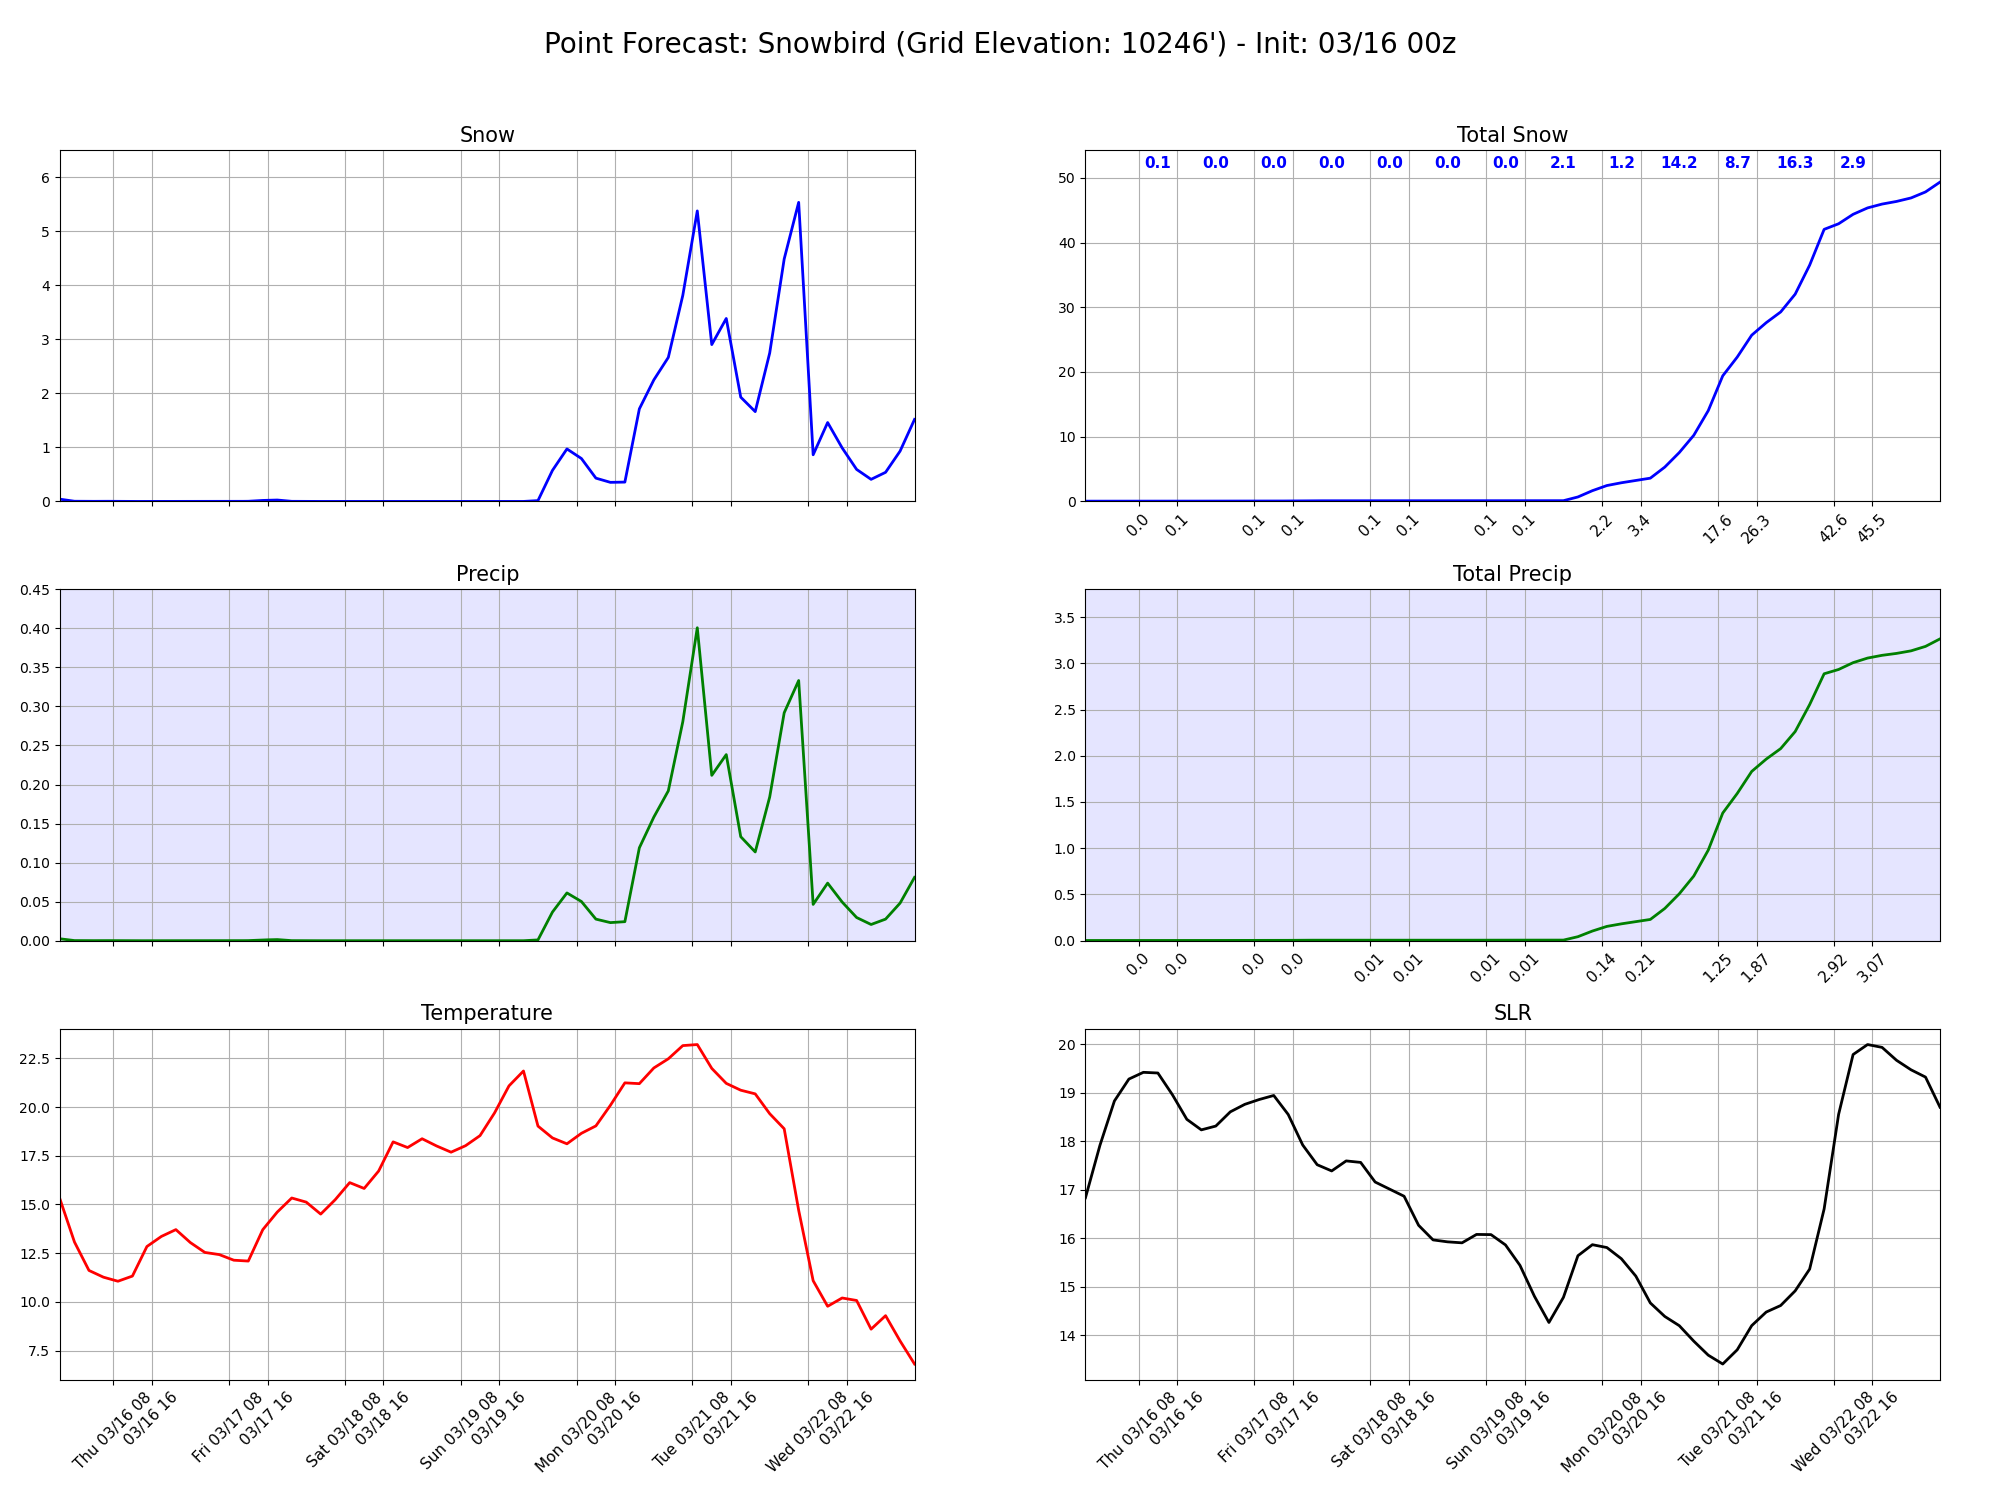 Point Forecast: Snowbird (Grid Elevation: 10246') - Init: 03/16 00z
Snow
6
5
4
3
2
1
0
Total Snow
0.1 0.0 0.0 0.0 0.0 0.0 0.0 2.1 1.2 14.2 8.7 16.3 2.9
50
40
30
20
10
0
0.0 0.1 0.1 0.1 0.1 0.1 0.1 0.1 2.2 3.4 17.6 26.3 42.6 45.5
Precip
0.45
0.40
0.35
0.30
0.25
0.20
0.15
0.10
0.05
0.00
Total Precip
3.5
3.0
2.5
2.0
1.5
1.0
0.5
0.0
0.0 0.0 0.0 0.0 0.01 0.01 0.01 0.01 0.14 0.21 1.25 1.87 2.92 3.07
Temperature
22.5
20.0
17.5
15.0
12.5
10.0
7.5
Thu 03/16 08
03/16 16
Fri 03/17 08
03/17 16
Sat 03/18 08
03/18 16
Sun 03/19 08
03/19 16
Mon 03/20 08
03/20 16
Tue 03/21 08
03/21 16
Wed 03/22 08
03/22 16
SLR
20
19
18
17
16
15
14
Thu 03/16 08
03/16 16
Fri 03/17 08
03/17 16
Sat 03/18 08
03/18 16
Sun 03/19 08
03/19 16
Mon 03/20 08
03/20 16
Tue 03/21 08
03/21 16
Wed 03/22 08
03/22 16